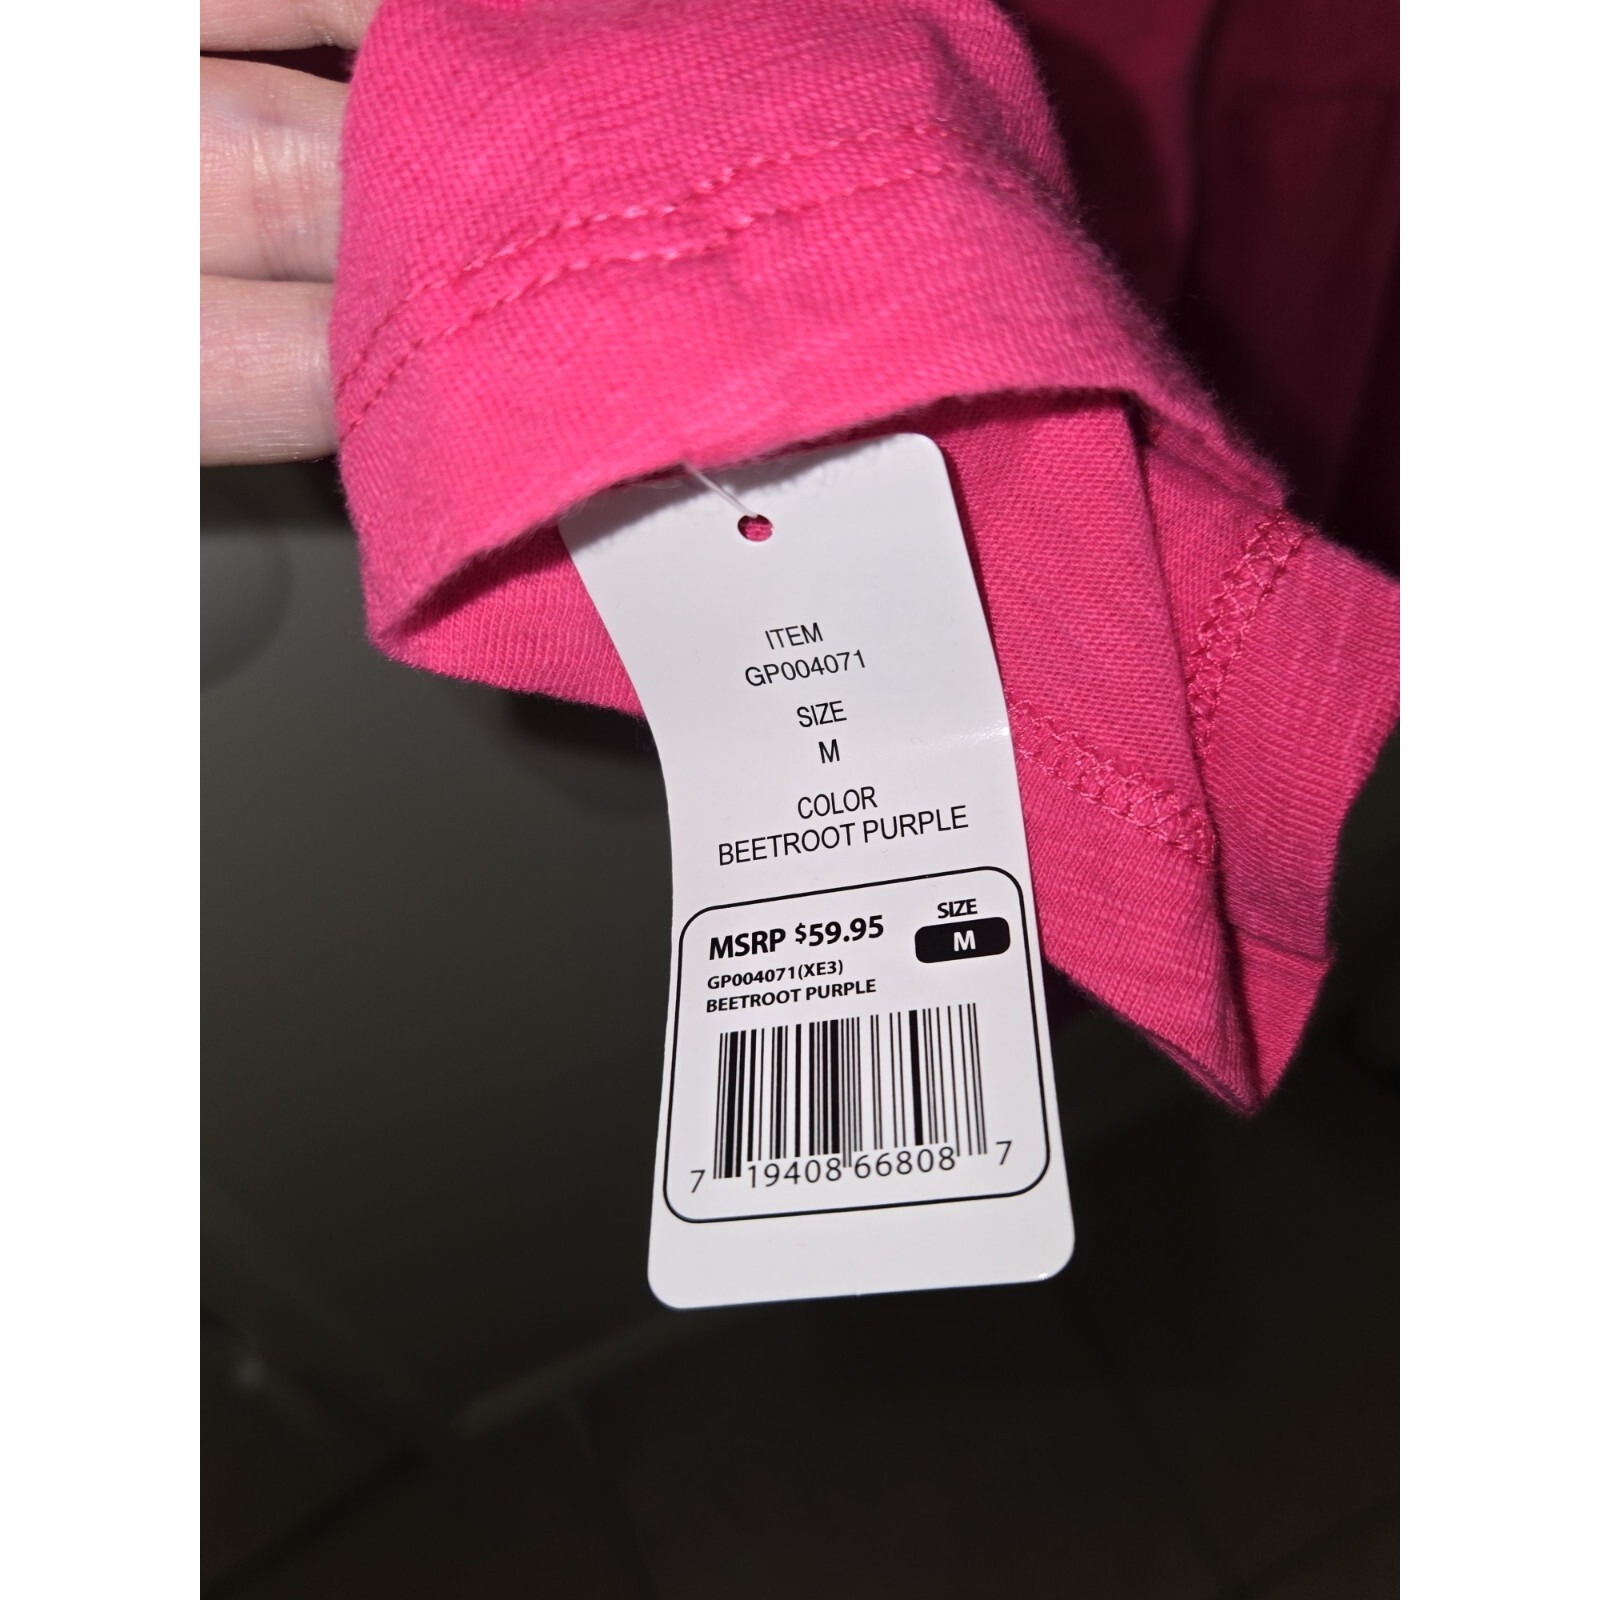 ITEM
GP004071
SIZE
M
COLOR
BEETROOT PURPLE
MSRP $59.95
SIZE
M
GP004071(XE3)
BEETROOT PURPLE
7 19408 66808 7